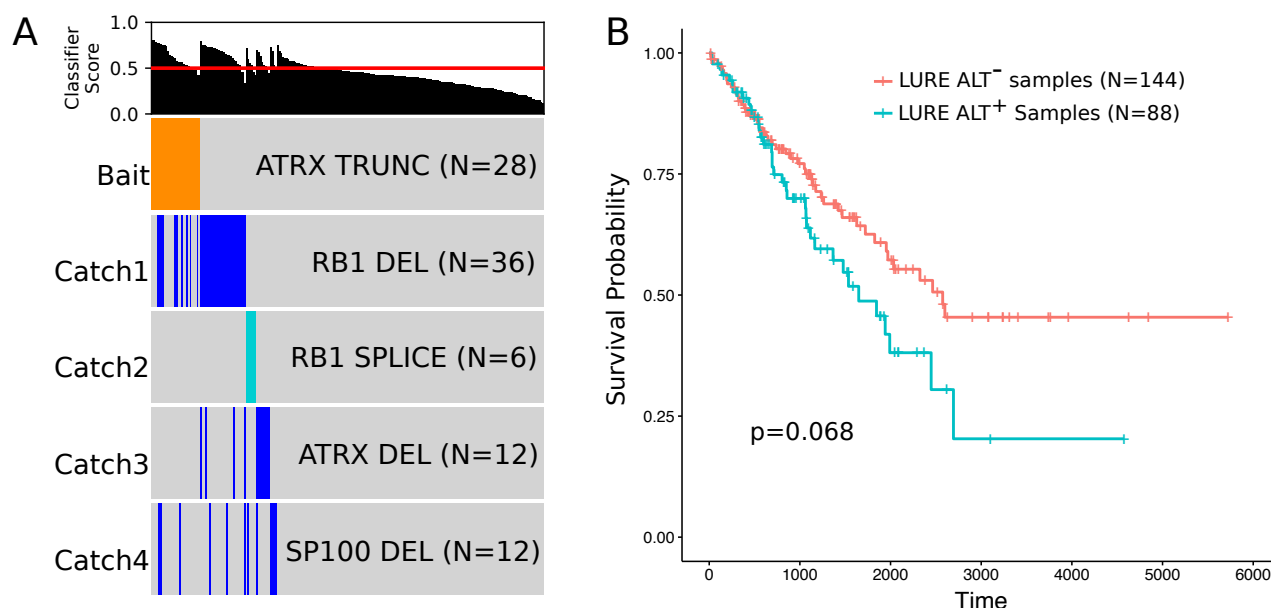 A
Classifier
Score
1.0
0.5
0.0
Bait
ATRX TRUNC (N=28)
Catch1
RB1 DEL (N=36)
Catch2
RB1 SPLICE (N=6)
Catch3
ATRX DEL (N=12)
Catch4
SP100 DEL (N=12)
B
Survival Probability
1.00
0.75
0.50
0.25
0.00
LURE ALT⁻ samples (N=144)
LURE ALT⁺ Samples (N=88)
p=0.068
0 1000 2000 3000 4000 5000 6000
Time